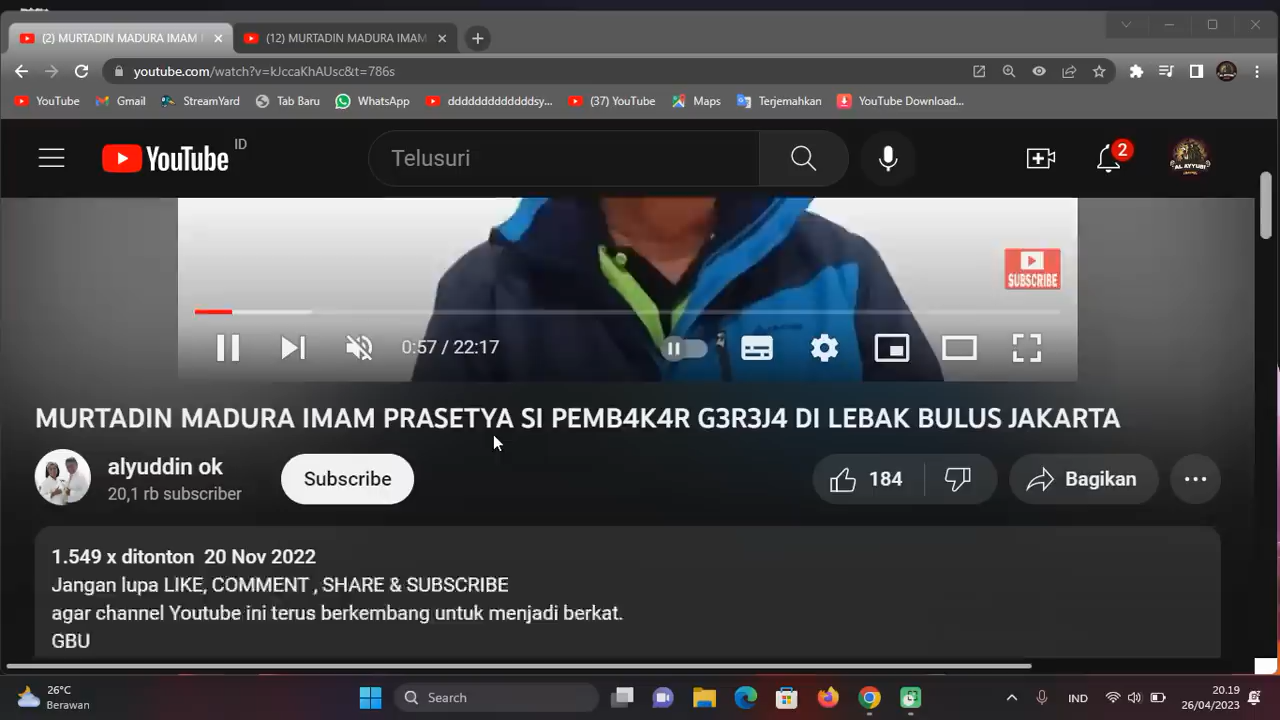 (2) MURTADIN MADURA IMAM
(12) MURTADIN MADURA IMAM
youtube.com/watch?v=kJccaKhAUsc&t=786s
YouTube
Gmail
StreamYard
Tab Baru
WhatsApp
dddddddddddddsy...
(37) YouTube
Maps
Terjemahkan
YouTube Download...
YouTube ID
Telusuri
2
SUBSCRIBE
0:57 / 22:17
MURTADIN MADURA IMAM PRASETYA SI PEMB4K4R G3R3J4 DI LEBAK BULUS JAKARTA
alyuddin ok
20,1 rb subscriber
Subscribe
184
Bagikan
1.549 x ditonton 20 Nov 2022
Jangan lupa LIKE, COMMENT , SHARE & SUBSCRIBE
agar channel Youtube ini terus berkembang untuk menjadi berkat.
GBU
26°C
Berawan
Search
IND
20.19
26/04/2023